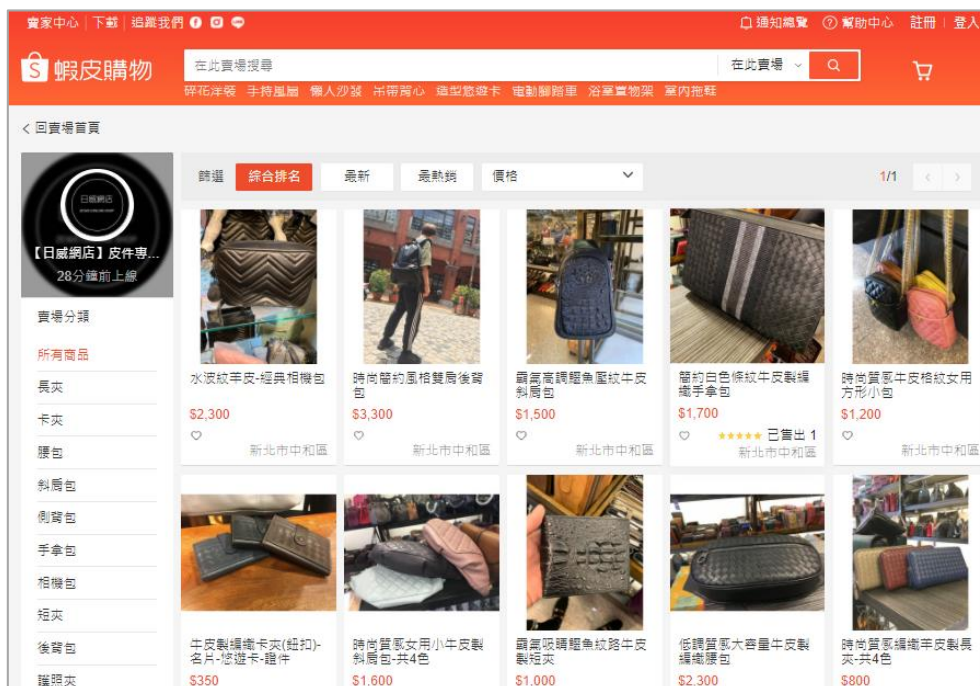 賣家中心 下載 追蹤我們 通知總覽 幫助中心 註冊 登入
蝦皮購物
在此賣場搜尋 在此賣場
碎花洋裝 手持風扇 懶人沙發 吊帶背心 造型悠遊卡 電動腳踏車 浴室置物架 室內拖鞋
回賣場首頁
日威網店
【日威網店】皮件專...
28分鐘前上線
賣場分類
所有商品
長夾
卡夾
腰包
斜肩包
側背包
手拿包
相機包
短夾
後背包
護照夾
篩選 綜合排名 最新 最熱銷 價格 1/1
水波紋羊皮-經典相機包
$2,300
新北市中和區
時尚簡約風格雙肩後背
包
$3,300
新北市中和區
霸氣高調鱷魚壓紋牛皮
斜肩包
$1,500
新北市中和區
簡約白色條紋牛皮製編
織手拿包
$1,700
已售出 1
新北市中和區
時尚質感牛皮格紋女用
方形小包
$1,200
新北市中和區
牛皮製編織卡夾(鈕扣)-
名片-悠遊卡-證件
$350
時尚質感女用小牛皮製
斜肩包-共4色
$1,600
霸氣吸睛鱷魚紋路牛皮
製短夾
$1,000
低調質感大容量牛皮製
編織腰包
$2,300
時尚質感編織羊皮製長
夾-共4色
$800